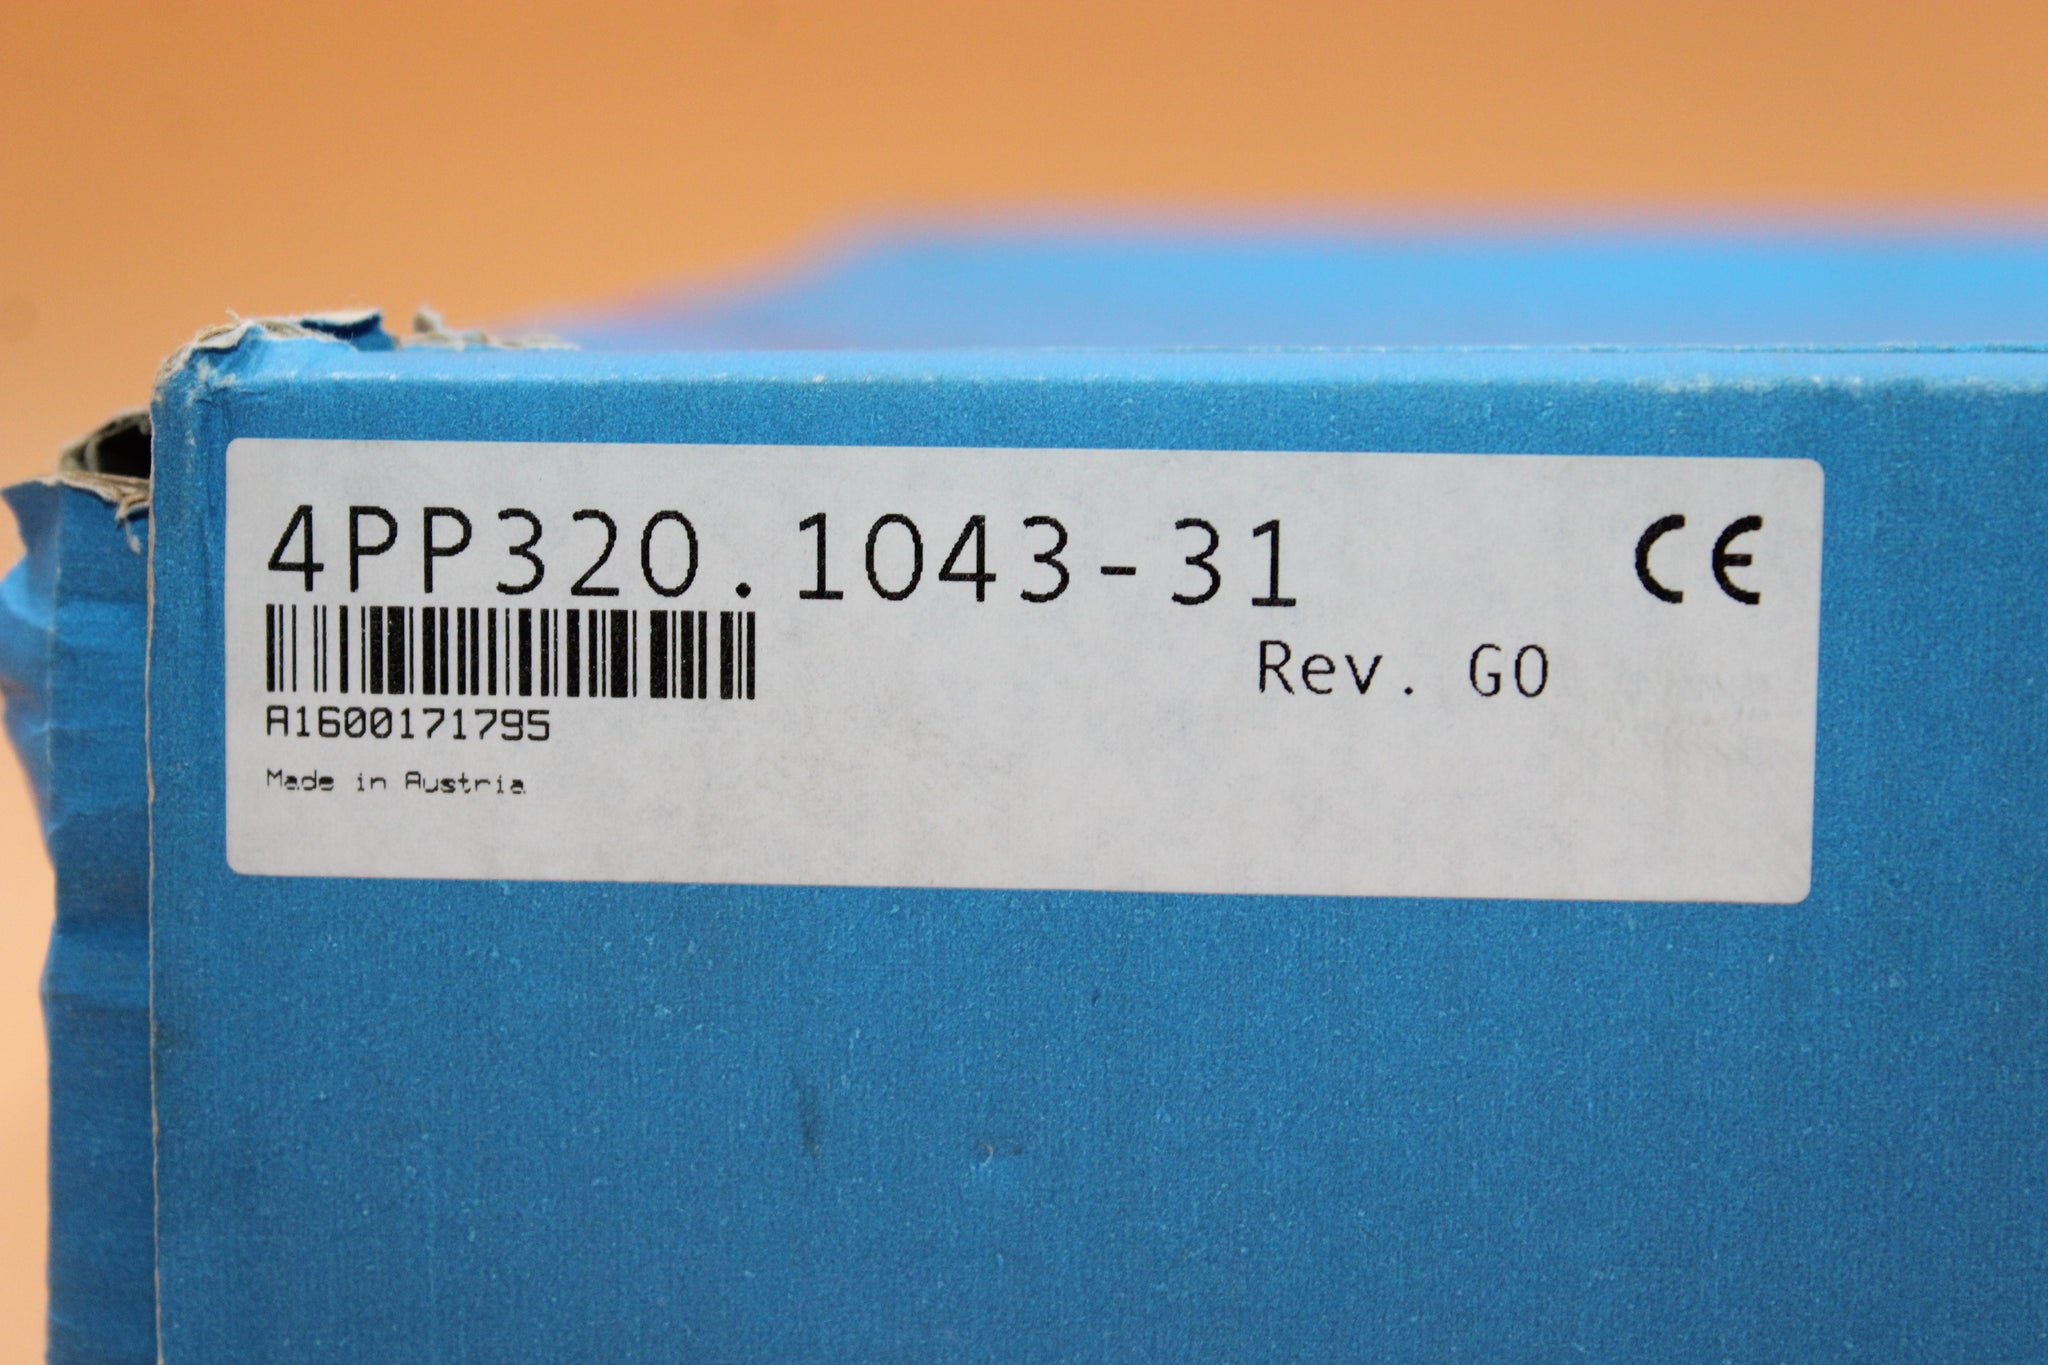 4PP320.1043-31
CE
Rev. G0
A1600171795
Made in Austria